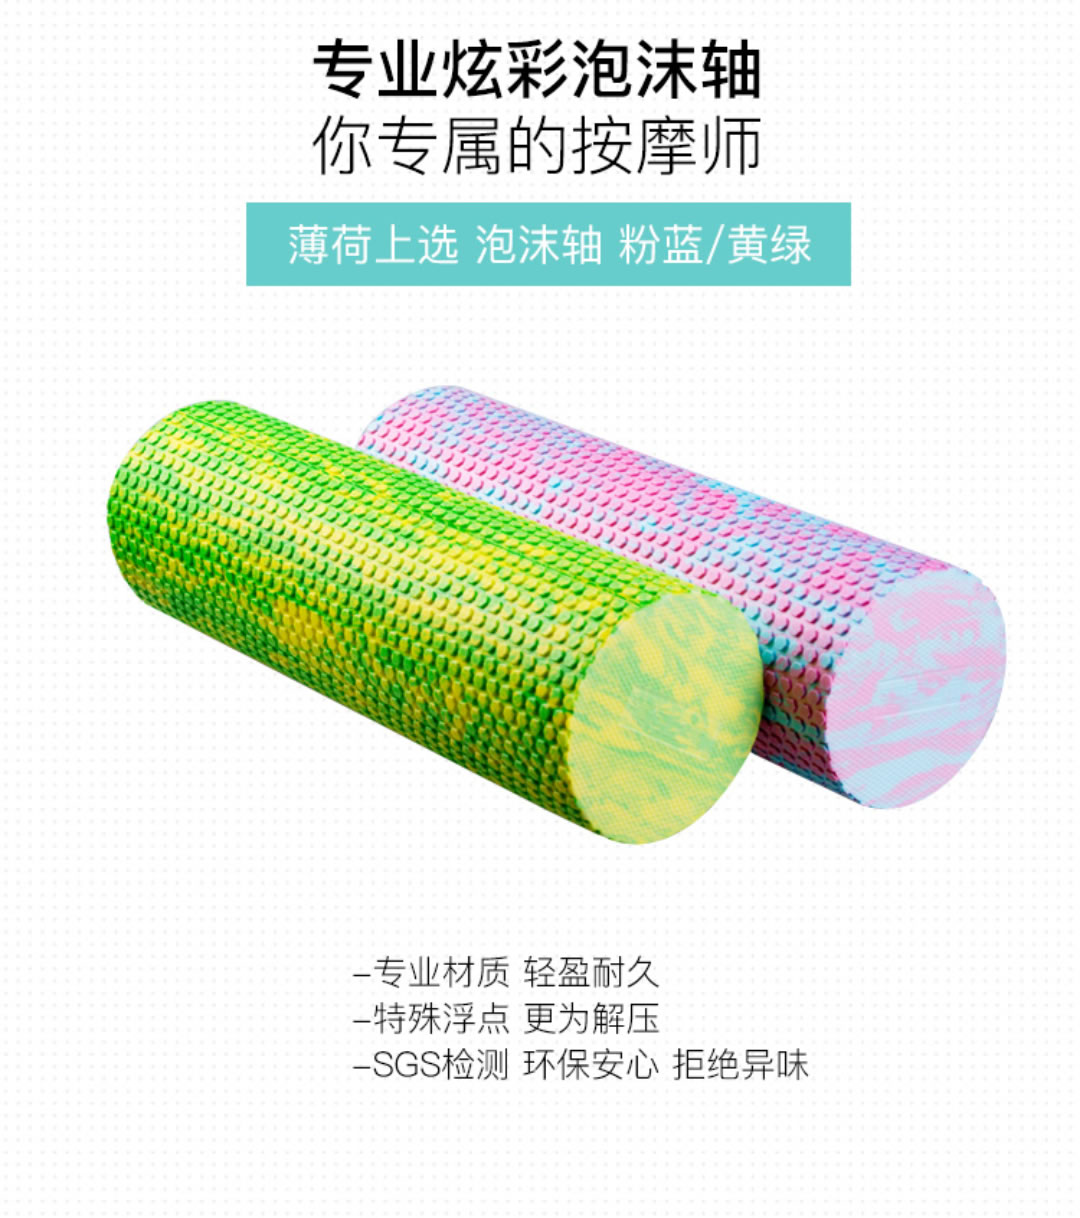 专业炫彩泡沫轴
你专属的按摩师
薄荷上选 泡沫轴 粉蓝/黄绿
-专业材质 轻盈耐久
-特殊浮点 更为解压
-SGS检测 环保安心 拒绝异味